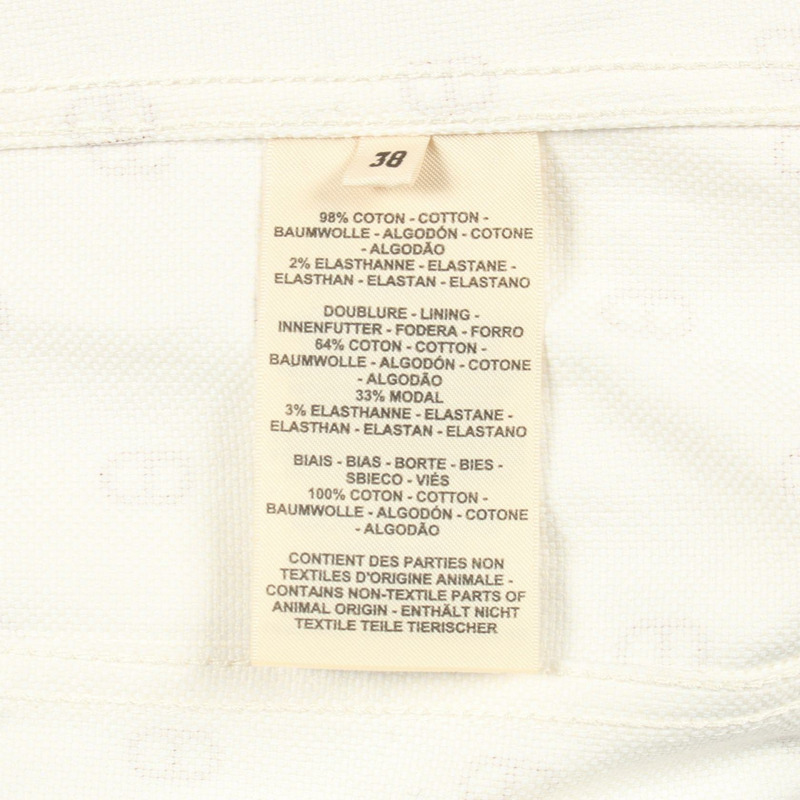 38
98% COTON - COTTON -
BAUMWOLLE - ALGODÓN - COTONE
- ALGODÃO
2% ELASTHANNE - ELASTANE -
ELASTHAN - ELASTAN - ELASTANO
DOUBLURE - LINING -
INNENFUTTER - FODERA - FORRO
64% COTON - COTTON -
BAUMWOLLE - ALGODÓN - COTONE
- ALGODÃO
33% MODAL
3% ELASTHANNE - ELASTANE -
ELASTHAN - ELASTAN - ELASTANO
BIAIS - BIAS - BORTE - BIES -
SBIECO - VIÉS
100% COTON - COTTON -
BAUMWOLLE - ALGODÓN - COTONE
- ALGODÃO
CONTIENT DES PARTIES NON
TEXTILES D'ORIGINE ANIMALE -
CONTAINS NON-TEXTILE PARTS OF
ANIMAL ORIGIN - ENTHÄLT NICHT
TEXTILE TEILE TIERISCHER